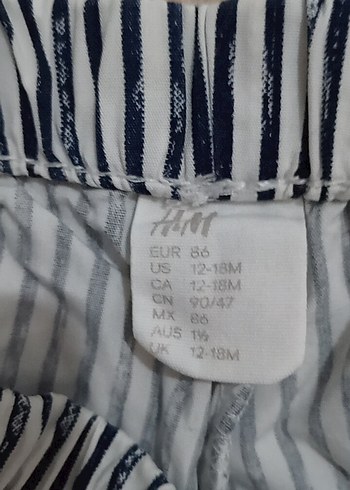 H&M
EUR 86
US 12-18M
CA 12-18M
CN 90/47
MX 86
AUS 1½
UK 12-18M